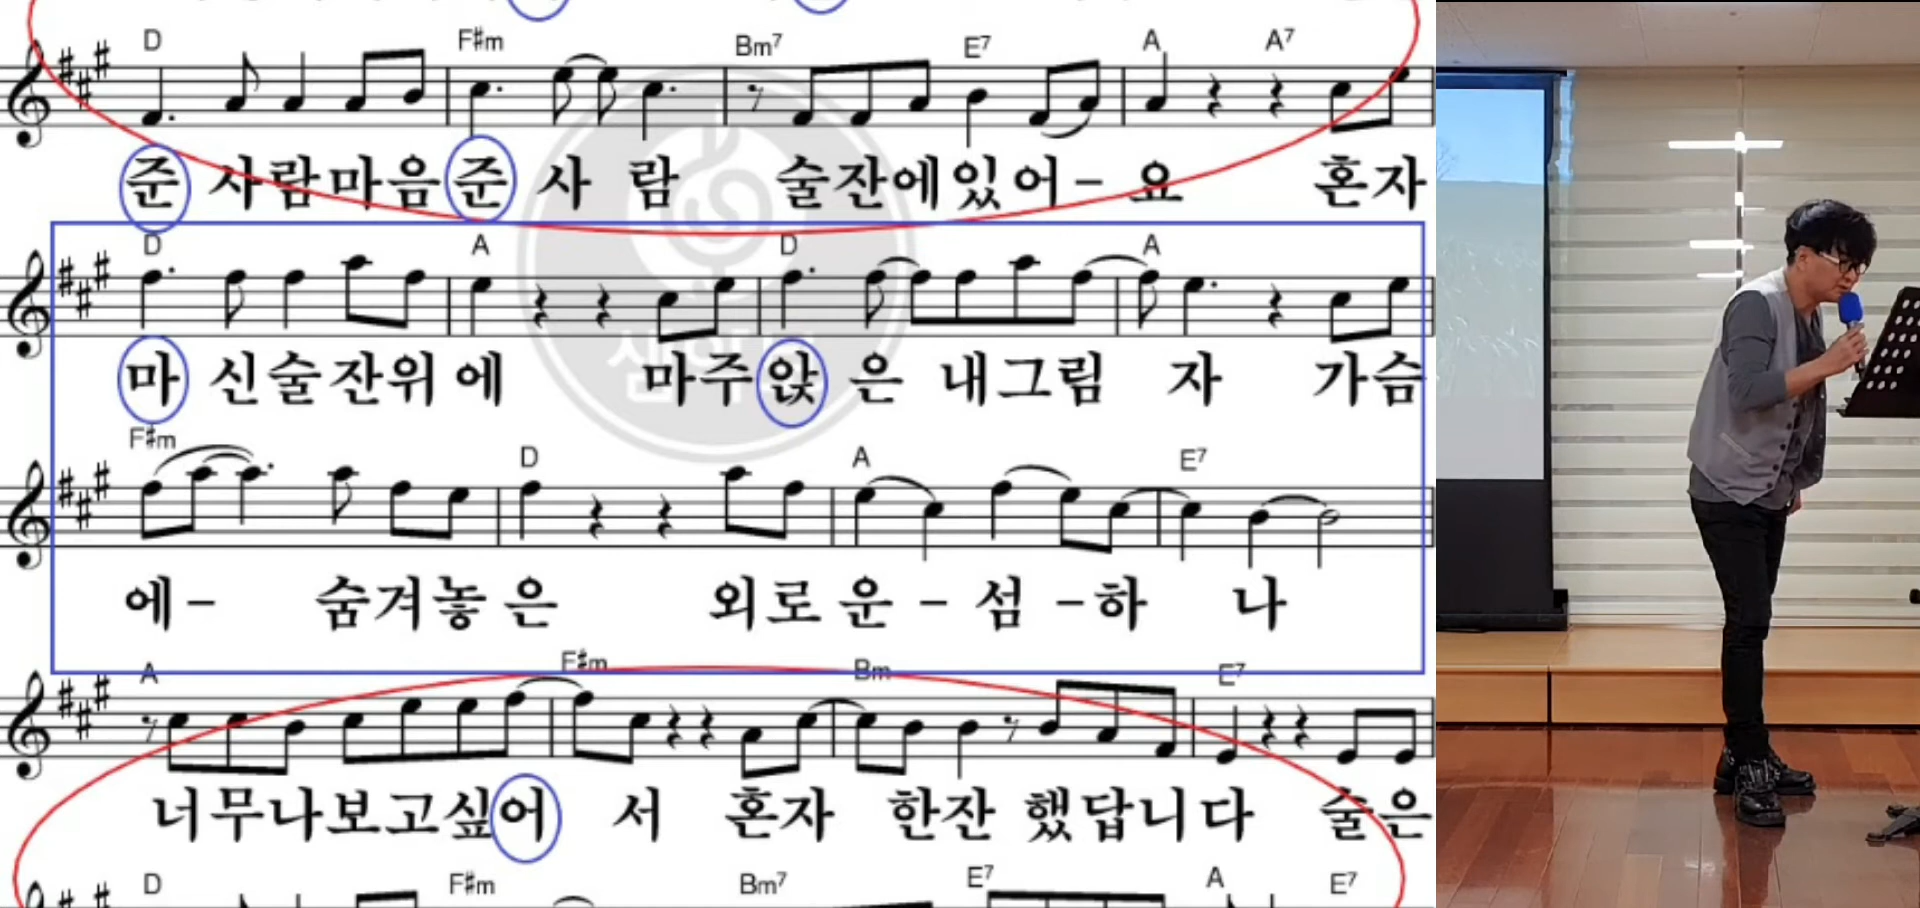 D F#m Bm7 E7 A A7
준 사람마음준 사 람 술잔에있어- 요 혼자
D A D A
마 신술잔위 에 마주앉 은 내그림 자 가슴
F#m D A E7
에- 숨겨놓 은 외로운 - 섬 -하 나
A F#m Bm E7
너무나보고싶어 서 혼자 한잔 했답니다 술은
D F#m Bm7 E7 A E7